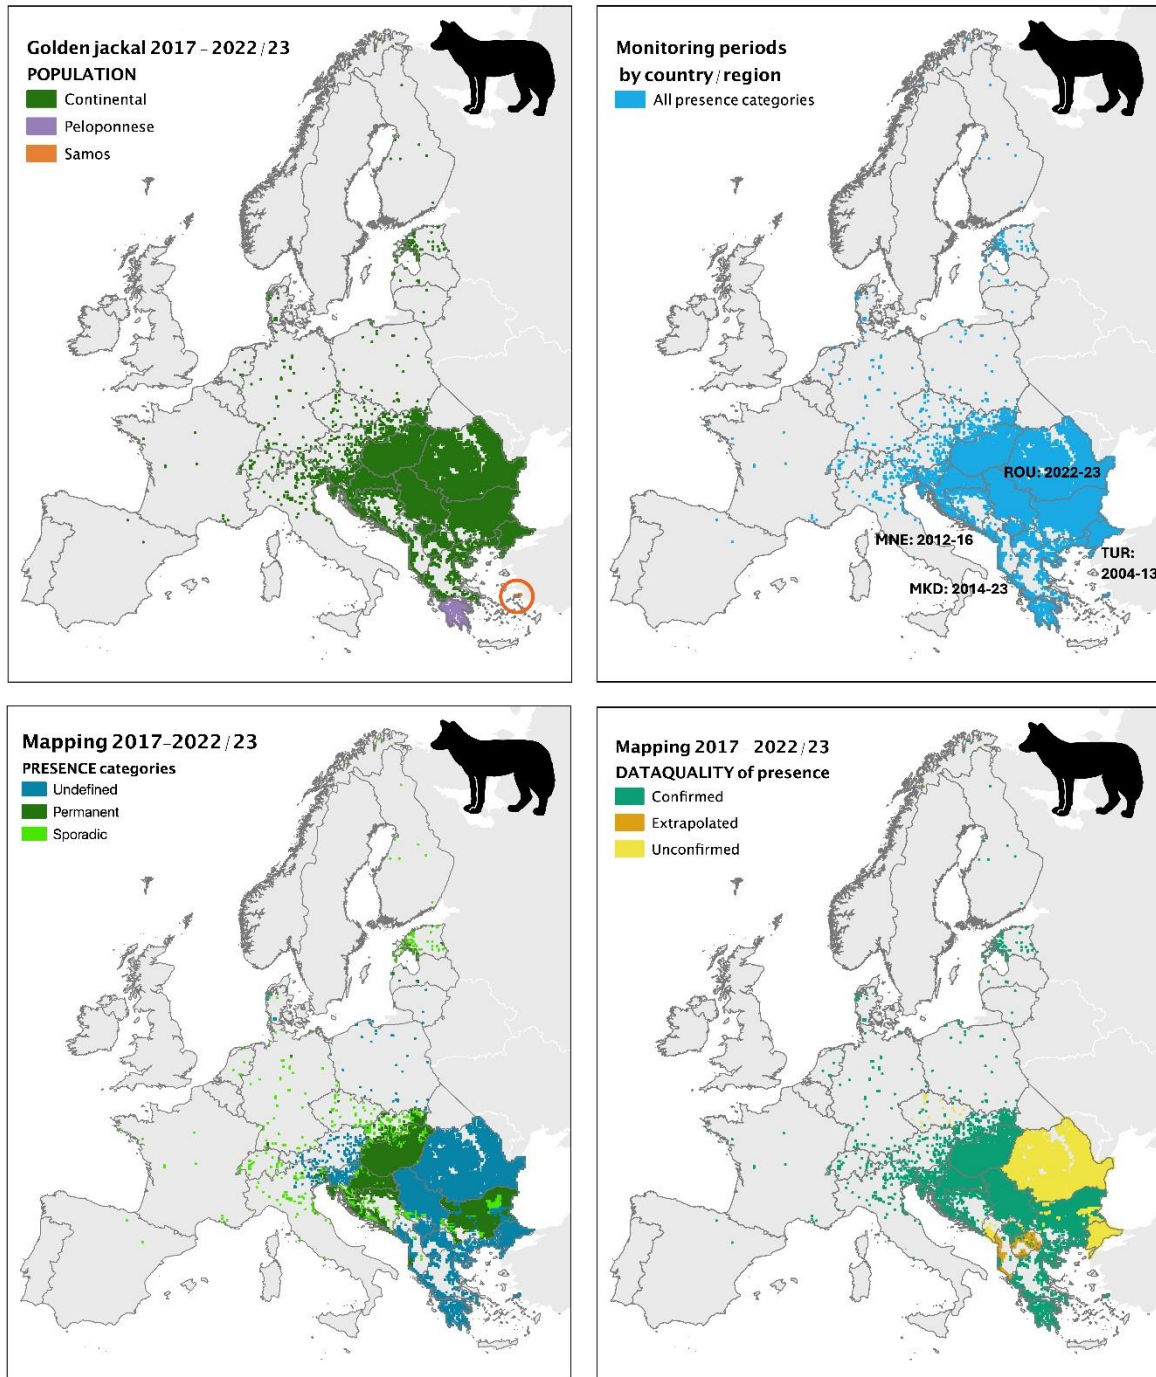 Golden jackal 2017 – 2022/23
POPULATION
Continental
Peloponnese
Samos
Monitoring periods
by country/region
All presence categories
ROU: 2022-23
MNE: 2012-16
TUR:
2004-13
MKD: 2014-23
Mapping 2017–2022/23
PRESENCE categories
Undefined
Permanent
Sporadic
Mapping 2017 – 2022/23
DATAQUALITY of presence
Confirmed
Extrapolated
Unconfirmed